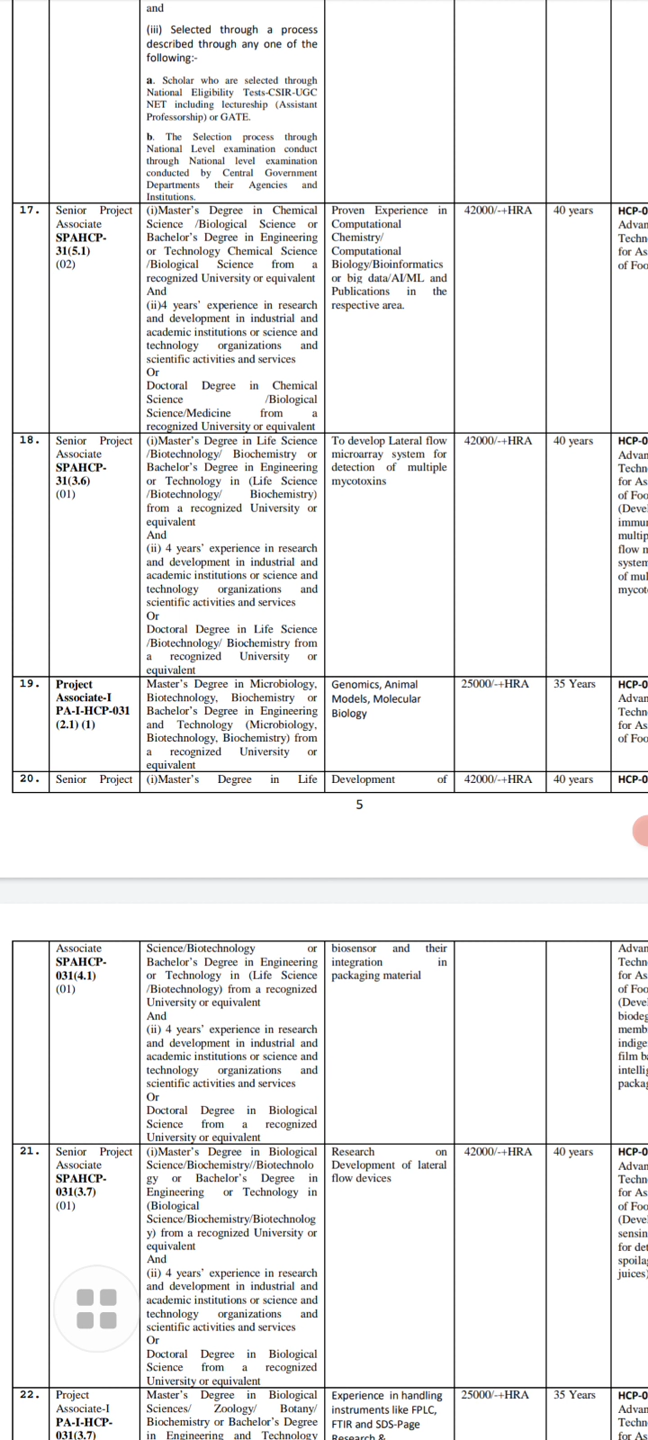 and
(iii) Selected through a process
described through any one of the
following:-
a. Scholar who are selected through
National Eligibility Tests-CSIR-UGC
NET including lectureship (Assistant
Professorship) or GATE.
b. The Selection process through
National Level examination conduct
through National level examination
conducted by Central Government
Departments their Agencies and
Institutions.
17.
Senior Project
Associate
SPAHCP-
31(5.1)
(02)
(i)Master's Degree in Chemical
Science /Biological Science or
Bachelor's Degree in Engineering
or Technology Chemical Science
/Biological Science from a
recognized University or equivalent
And
(ii)4 years' experience in research
and development in industrial and
academic institutions or science and
technology organizations and
scientific activities and services
Or
Doctoral Degree in Chemical
Science /Biological
Science/Medicine from a
recognized University or equivalent
Proven Experience in
Computational
Chemistry/
Computational
Biology/Bioinformatics
or big data/AI/ML and
Publications in the
respective area.
42000/-+HRA
40 years
HCP-0
Advan
Techn
for As
of Foo
18.
Senior Project
Associate
SPAHCP-
31(3.6)
(01)
(i)Master's Degree in Life Science
/Biotechnology/ Biochemistry or
Bachelor's Degree in Engineering
or Technology in (Life Science
/Biotechnology/ Biochemistry)
from a recognized University or
equivalent
And
(ii) 4 years' experience in research
and development in industrial and
academic institutions or science and
technology organizations and
scientific activities and services
Or
Doctoral Degree in Life Science
/Biotechnology/ Biochemistry from
a recognized University or
equivalent
To develop Lateral flow
microarray system for
detection of multiple
mycotoxins
42000/-+HRA
40 years
HCP-0
Advan
Techn
for As
of Foo
(Devel
immun
multip
flow m
system
of mul
mycoto
19.
Project
Associate-I
PA-I-HCP-031
(2.1) (1)
Master's Degree in Microbiology,
Biotechnology, Biochemistry or
Bachelor's Degree in Engineering
and Technology (Microbiology,
Biotechnology, Biochemistry) from
a recognized University or
equivalent
Genomics, Animal
Models, Molecular
Biology
25000/-+HRA
35 Years
HCP-0
Advan
Techn
for As
of Foo
20.
Senior Project
(i)Master's Degree in Life
Development of
42000/-+HRA
40 years
HCP-0
5
Associate
SPAHCP-
031(4.1)
(01)
Science/Biotechnology or
Bachelor's Degree in Engineering
or Technology in (Life Science
/Biotechnology) from a recognized
University or equivalent
And
(ii) 4 years' experience in research
and development in industrial and
academic institutions or science and
technology organizations and
scientific activities and services
Or
Doctoral Degree in Biological
Science from a recognized
University or equivalent
biosensor and their
integration in
packaging material
Advan
Techn
for As
of Foo
(Devel
biodeg
memb
indige
film ba
intellig
packag
21.
Senior Project
Associate
SPAHCP-
031(3.7)
(01)
(i)Master's Degree in Biological
Science/Biochemistry//Biotechnolo
gy or Bachelor's Degree in
Engineering or Technology in
(Biological
Science/Biochemistry/Biotechnolog
y) from a recognized University or
equivalent
And
(ii) 4 years' experience in research
and development in industrial and
academic institutions or science and
technology organizations and
scientific activities and services
Or
Doctoral Degree in Biological
Science from a recognized
University or equivalent
Research on
Development of lateral
flow devices
42000/-+HRA
40 years
HCP-0
Advan
Techn
for As
of Foo
(Devel
sensin
for det
spoilag
juices)
22.
Project
Associate-I
PA-I-HCP-
031(3.7)
Master's Degree in Biological
Sciences/ Zoology/ Botany/
Biochemistry or Bachelor's Degree
in Engineering and Technology
Experience in handling
instruments like FPLC,
FTIR and SDS-Page
Research &
25000/-+HRA
35 Years
HCP-0
Advan
Techn
for As